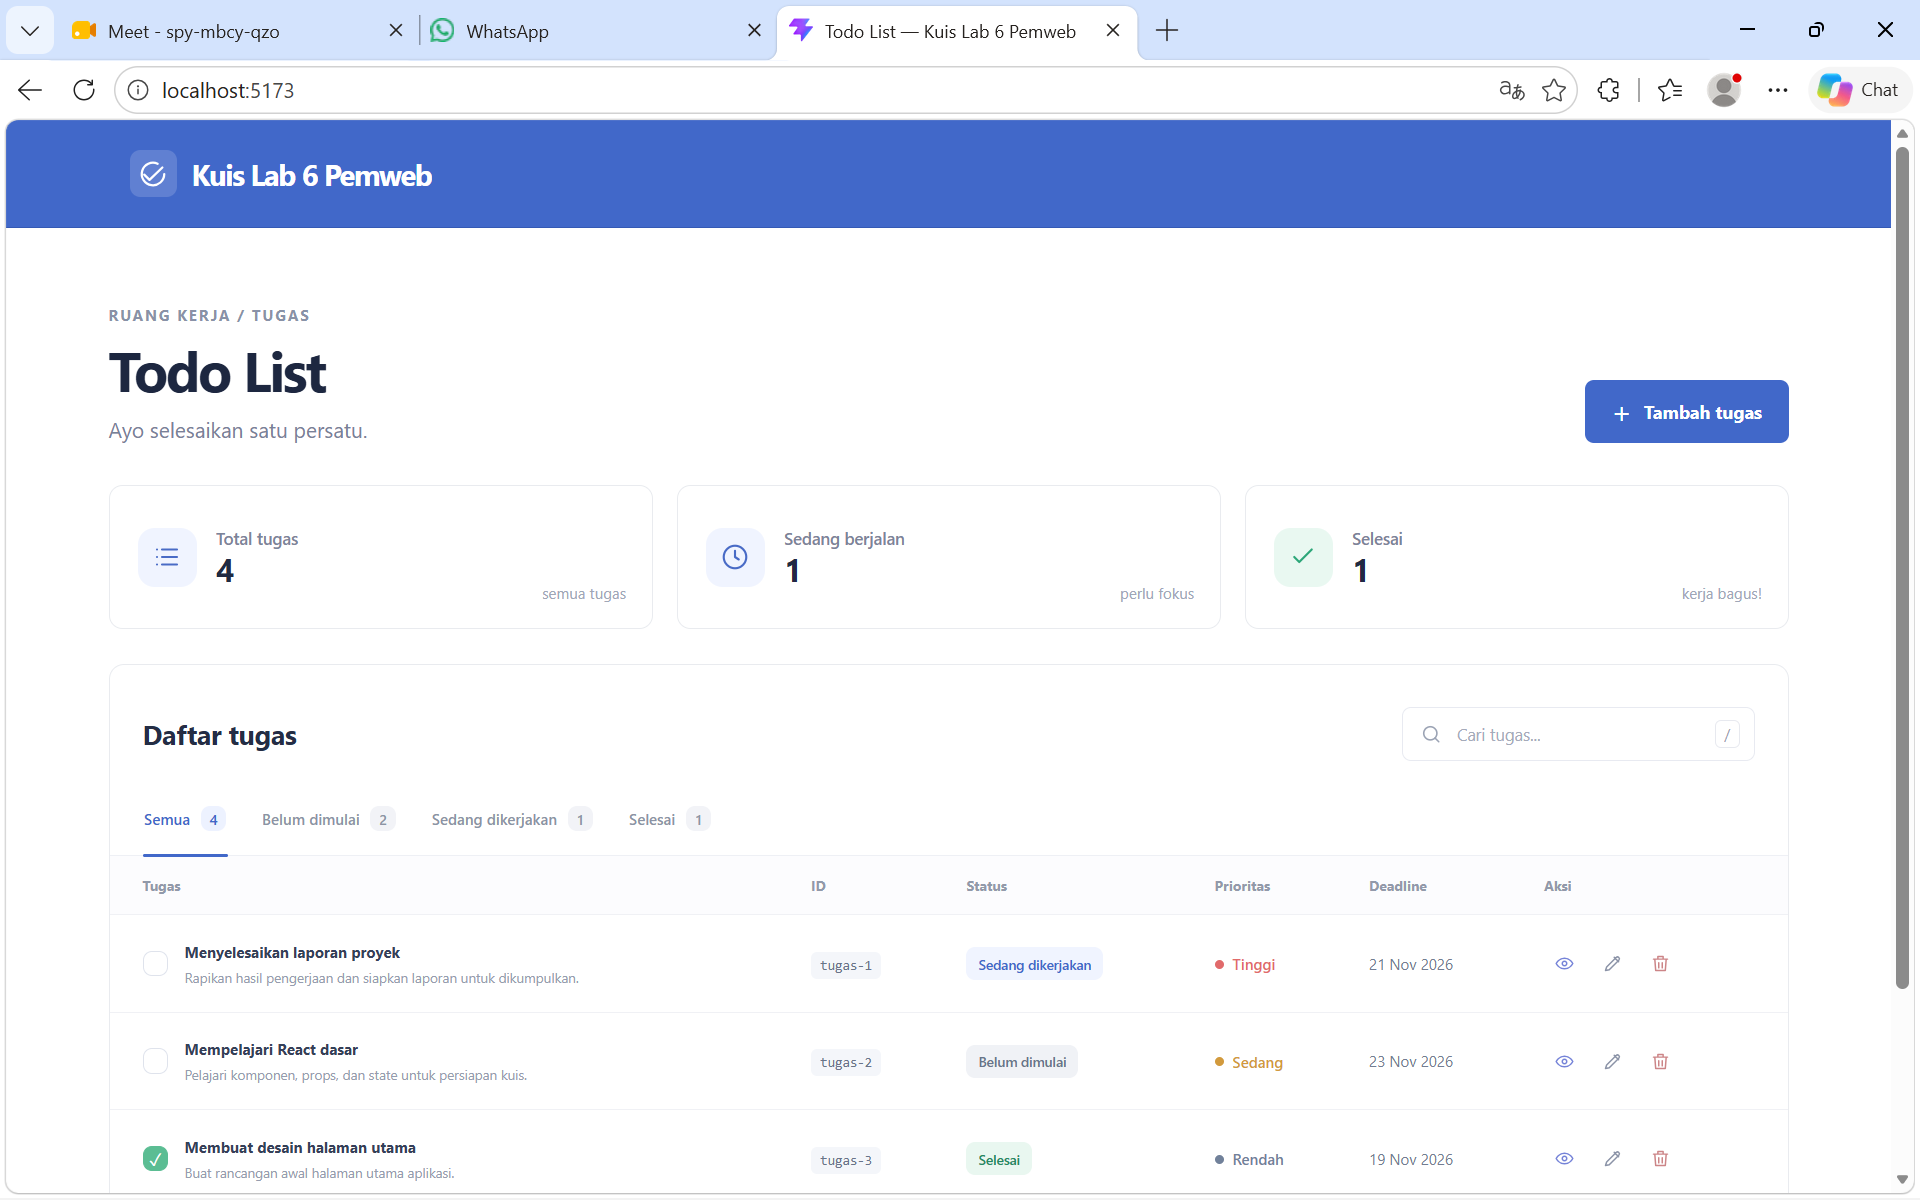 Meet - spy-mbcy-qzo
WhatsApp
Todo List — Kuis Lab 6 Pemweb
localhost:5173
Chat
Kuis Lab 6 Pemweb
RUANG KERJA / TUGAS
Todo List
Ayo selesaikan satu persatu.
+ Tambah tugas
Total tugas
4
semua tugas
Sedang berjalan
1
perlu fokus
Selesai
1
kerja bagus!
Daftar tugas
Cari tugas... /
Semua 4 Belum dimulai 2 Sedang dikerjakan 1 Selesai 1
Tugas ID Status Prioritas Deadline Aksi
Menyelesaikan laporan proyek
Rapikan hasil pengerjaan dan siapkan laporan untuk dikumpulkan.
tugas-1 Sedang dikerjakan Tinggi 21 Nov 2026
Mempelajari React dasar
Pelajari komponen, props, dan state untuk persiapan kuis.
tugas-2 Belum dimulai Sedang 23 Nov 2026
Membuat desain halaman utama
Buat rancangan awal halaman utama aplikasi.
tugas-3 Selesai Rendah 19 Nov 2026